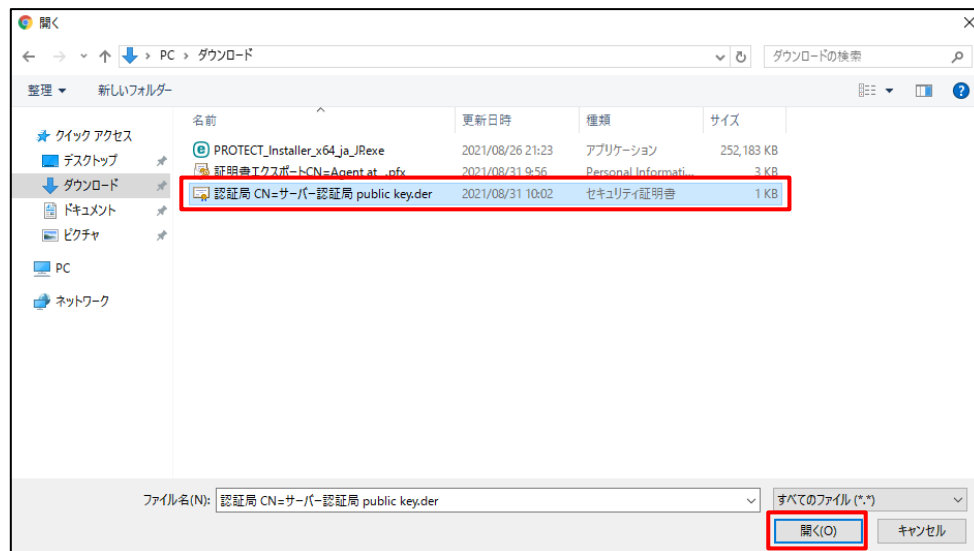 開く
PC › ダウンロード
ダウンロードの検索
整理 新しいフォルダー
名前 更新日時 種類 サイズ
クイック アクセス
デスクトップ
ダウンロード
ドキュメント
ピクチャ
PC
ネットワーク
PROTECT_Installer_x64_ja_JP.exe 2021/08/26 21:23 アプリケーション 252,183 KB
証明書エクスポートCN=Agent at_.pfx 2021/08/31 9:56 Personal Informati... 3 KB
認証局 CN=サーバー認証局 public key.der 2021/08/31 10:02 セキュリティ証明書 1 KB
ファイル名(N): 認証局 CN=サーバー認証局 public key.der すべてのファイル (*.*)
開く(O) キャンセル